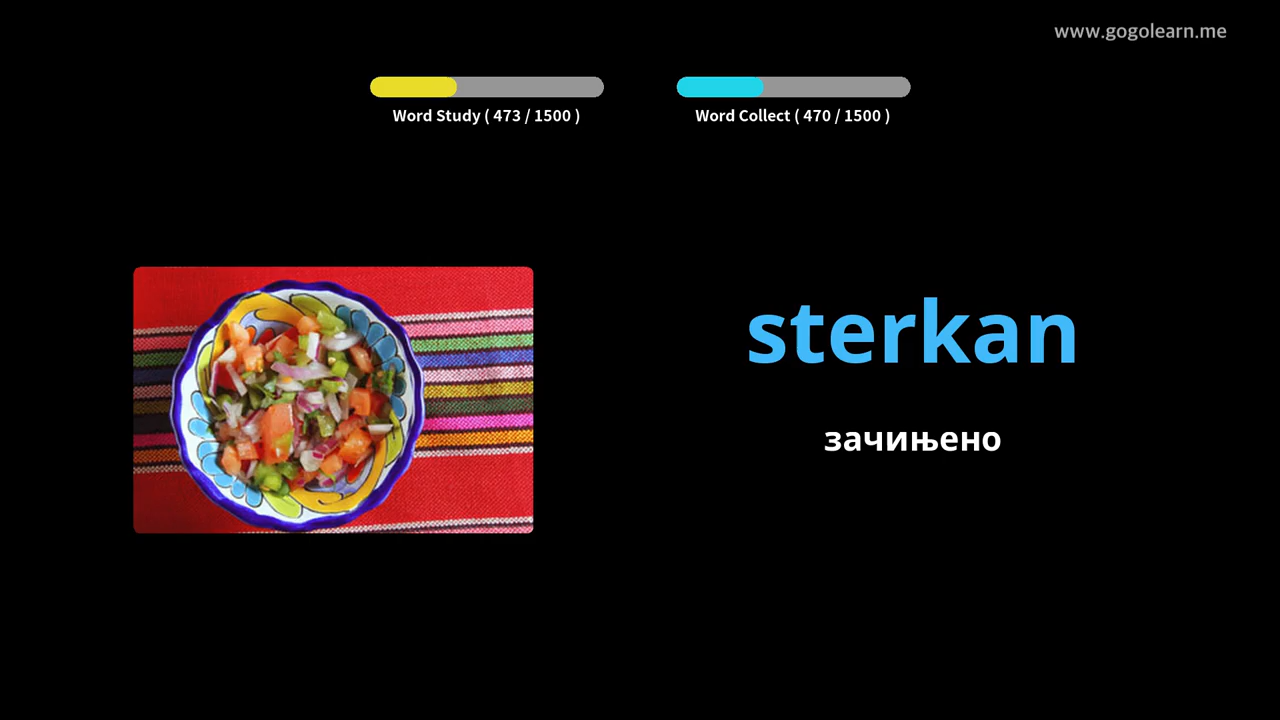 www.gogolearn.me
Word Study ( 473 / 1500 )
Word Collect ( 470 / 1500 )
sterkan
зачињено